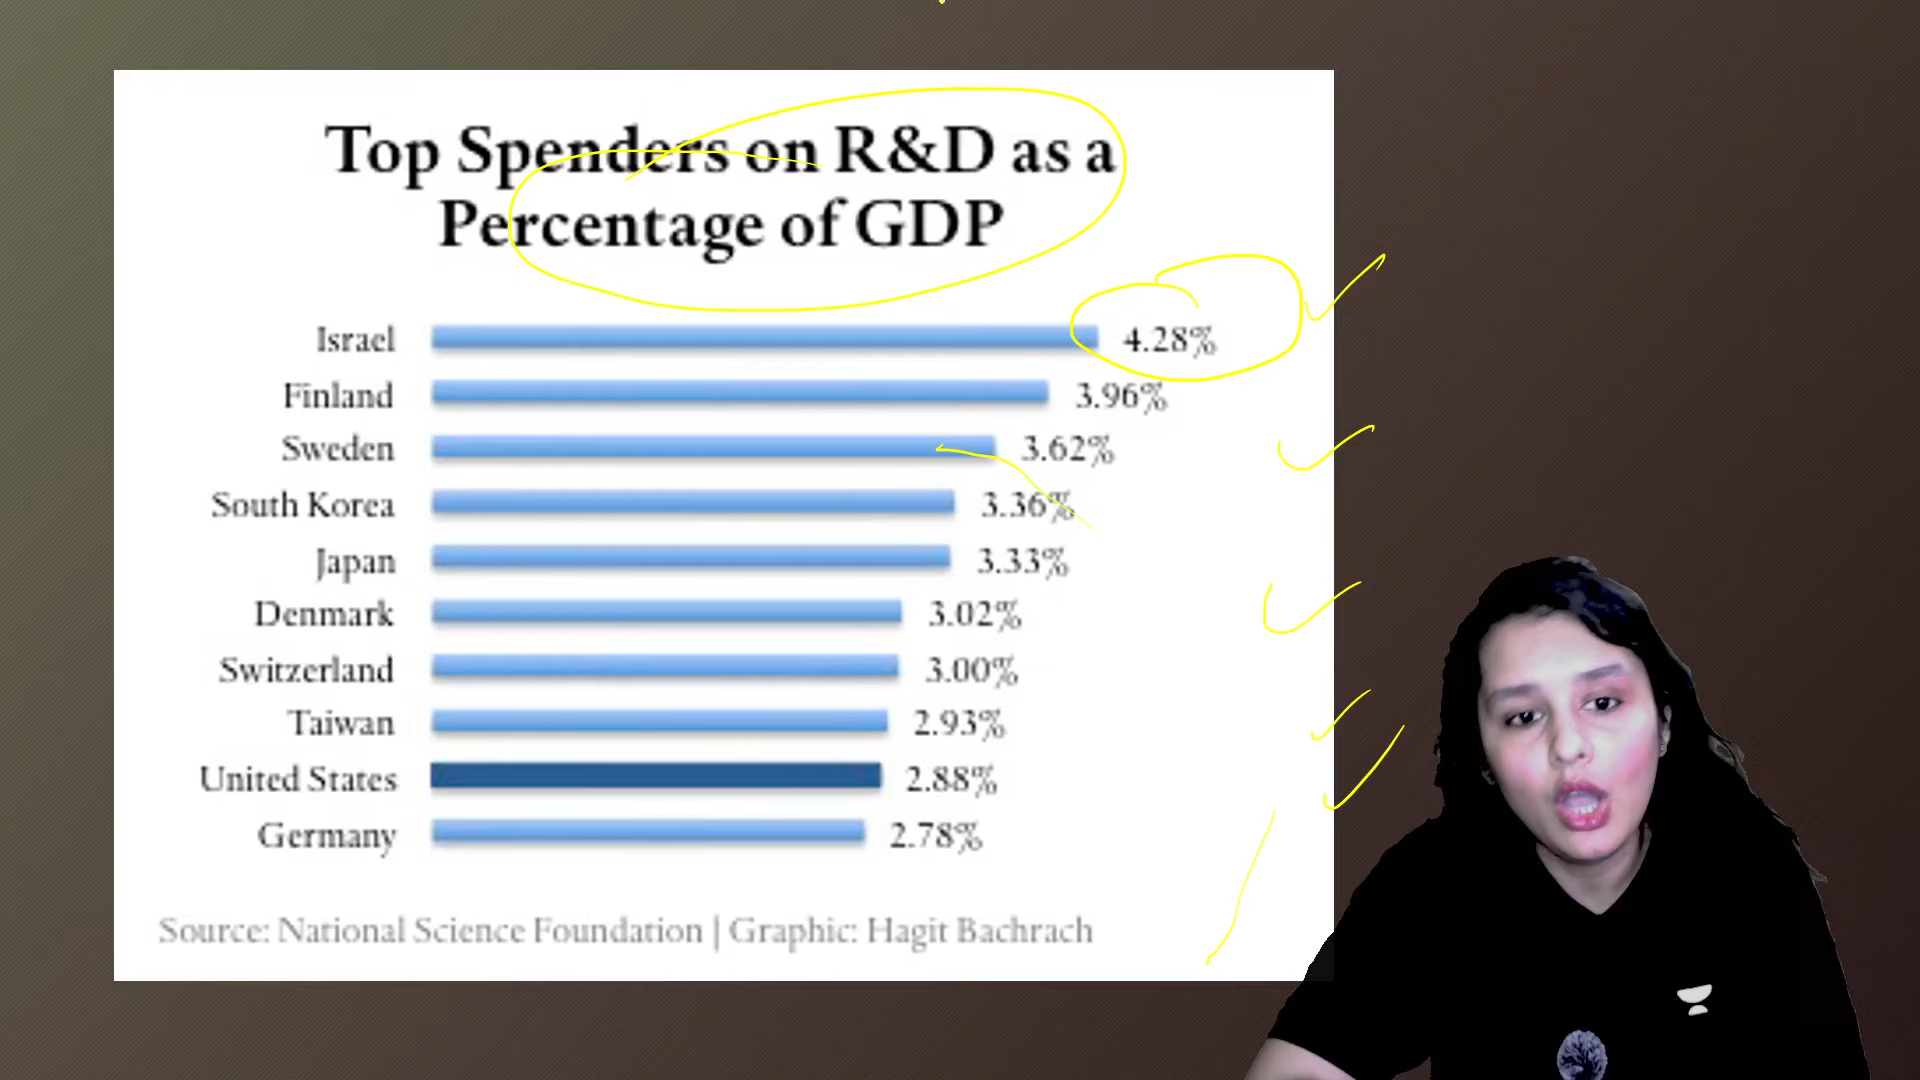 Top Spenders on R&D as a
Percentage of GDP
Israel 4.28%
Finland 3.96%
Sweden 3.62%
South Korea 3.36%
Japan 3.33%
Denmark 3.02%
Switzerland 3.00%
Taiwan 2.93%
United States 2.88%
Germany 2.78%
Source: National Science Foundation | Graphic: Hagit Bachrach